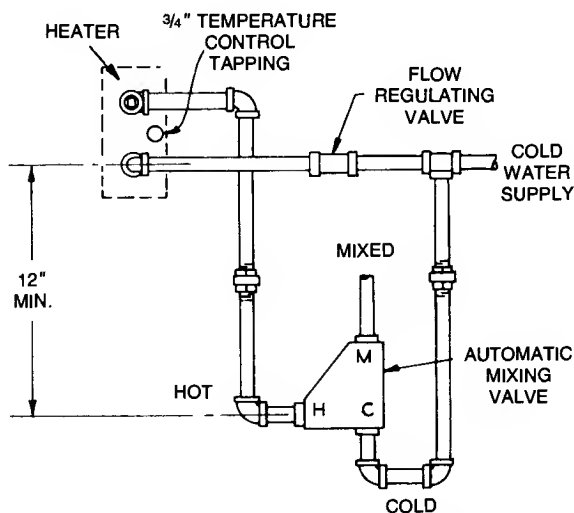 3/4" TEMPERATURE
CONTROL
TAPPING
HEATER
FLOW
REGULATING
VALVE
COLD
WATER
SUPPLY
12"
MIN.
MIXED
M
AUTOMATIC
MIXING
VALVE
HOT
H C
COLD